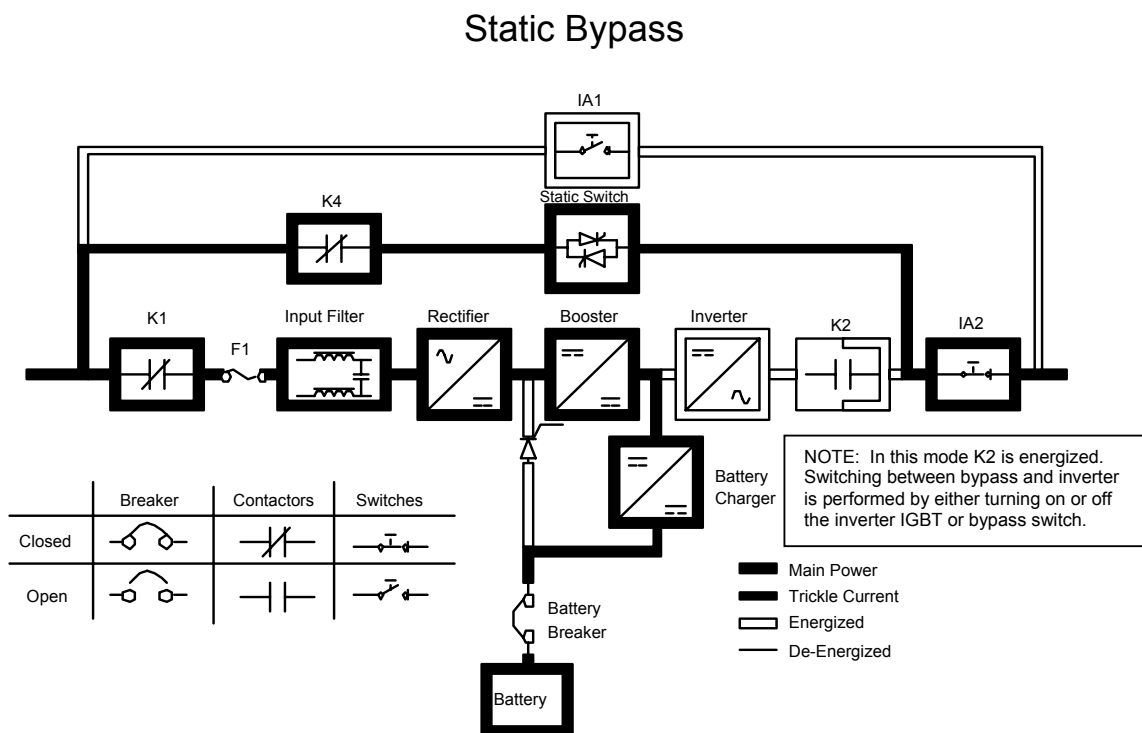 Static Bypass
IA1
Static Switch
K4
K1
F1
Input Filter
Rectifier
Booster
Inverter
K2
IA2
Battery
Charger
NOTE: In this mode K2 is energized.
Switching between bypass and inverter
is performed by either turning on or off
the inverter IGBT or bypass switch.
Breaker
Contactors
Switches
Closed
Open
Main Power
Trickle Current
Energized
De-Energized
Battery
Breaker
Battery